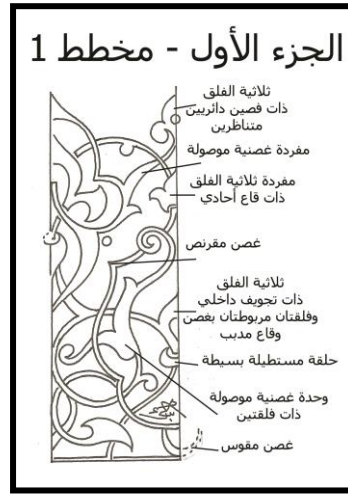 الجزء الأول - مخطط 1
ثلاثية الفلق
ذات فصين دائريين
متناظرين
مفردة غصنية موصولة
مفردة ثلاثية الفلق
ذات قاع أحادي
غصن مقرنص
ثلاثية الفلق
ذات تجويف داخلي
وفلقتان مربوطتان بغصن
وقاع مدبب
حلقة مستطيلة بسيطة
وحدة غصنية موصولة
ذات فلقتين
غصن مقوس